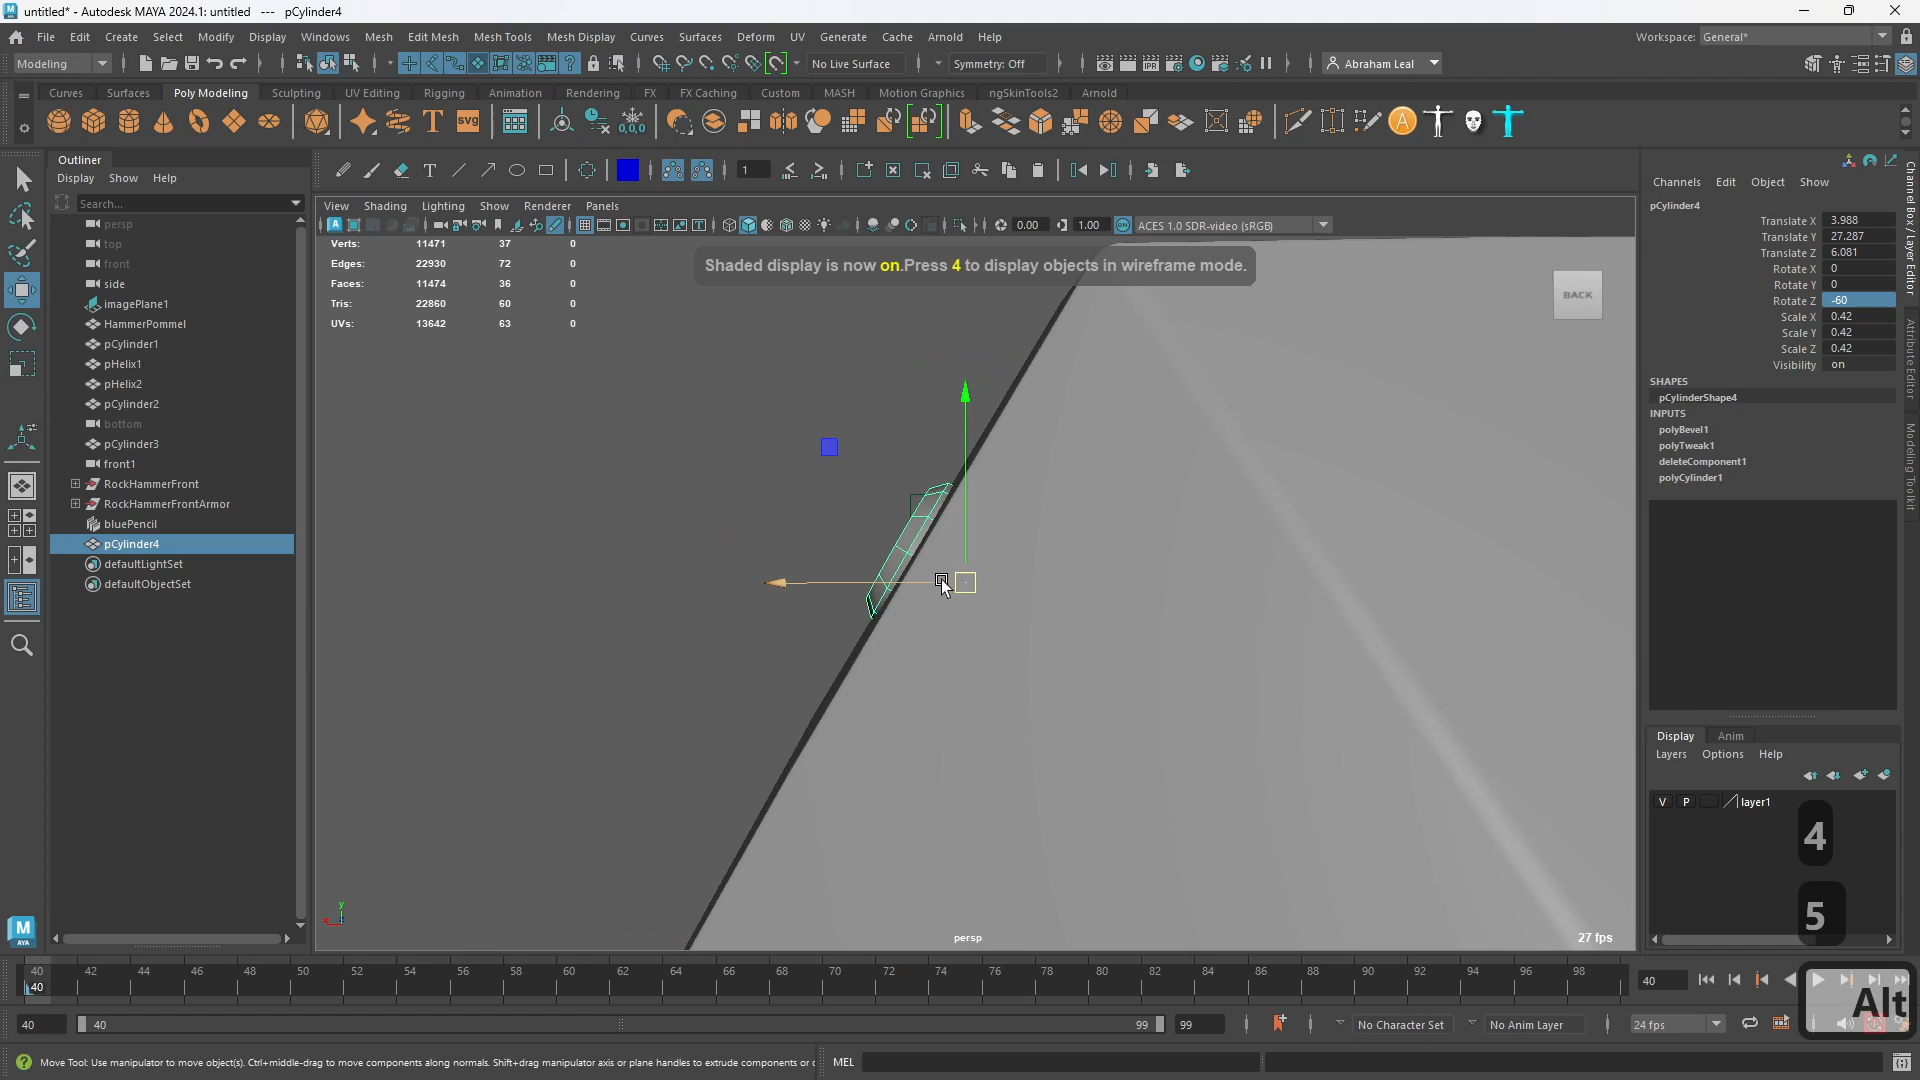 untitled* - Autodesk MAYA 2024.1: untitled --- pCylinder4
File Edit Create Select Modify Display Windows Mesh Edit Mesh Mesh Tools Mesh Display Curves Surfaces Deform UV Generate Cache Arnold Help
Workspace: General*
Modeling
No Live Surface
Symmetry: Off
Abraham Leal
Curves Surfaces Poly Modeling Sculpting UV Editing Rigging Animation Rendering FX FX Caching Custom MASH Motion Graphics ngSkinTools2 Arnold
Outliner
Display Show Help
Search...
persp
top
front
side
imagePlane1
HammerPommel
pCylinder1
pHelix1
pHelix2
pCylinder2
bottom
pCylinder3
front1
RockHammerFront
RockHammerFrontArmor
bluePencil
pCylinder4
defaultLightSet
defaultObjectSet
1
View Shading Lighting Show Renderer Panels
0.00
1.00
ACES 1.0 SDR-video (sRGB)
Verts: 11471 37 0
Edges: 22930 72 0
Faces: 11474 36 0
Tris: 22860 60 0
UVs: 13642 63 0
Shaded display is now on.Press 4 to display objects in wireframe mode.
BACK
y
x
persp
27 fps
Channels Edit Object Show
pCylinder4
Translate X 3.988
Translate Y 27.287
Translate Z 6.081
Rotate X 0
Rotate Y 0
Rotate Z -60
Scale X 0.42
Scale Y 0.42
Scale Z 0.42
Visibility on
SHAPES
pCylinderShape4
INPUTS
polyBevel1
polyTweak1
deleteComponent1
polyCylinder1
Channel Box / Layer Editor
Attribute Editor
Modeling Toolkit
Display Anim
Layers Options Help
V P layer1
4
5
Alt
40 42 44 46 48 50 52 54 56 58 60 62 64 66 68 70 72 74 76 78 80 82 84 86 88 90 92 94 96 98
40
40
40
40
99
99
No Character Set
No Anim Layer
24 fps
Move Tool: Use manipulator to move object(s). Ctrl+middle-drag to move components along normals. Shift+drag manipulator axis or plane handles to extrude components or
MEL